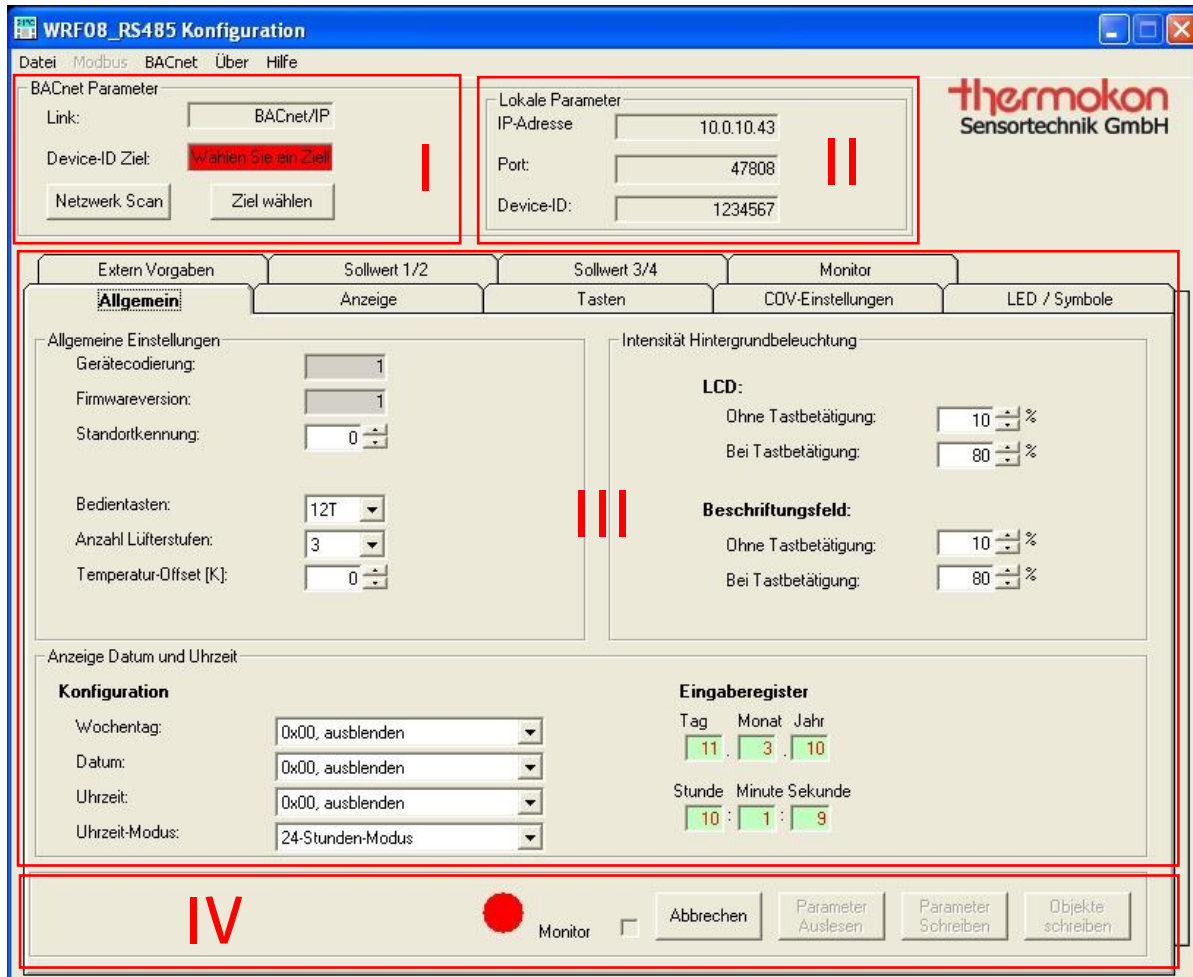 WRF08_RS485 Konfiguration
Datei Modbus BACnet Über Hilfe
BACnet Parameter
Link: BACnet/IP
Device-ID Ziel: Wählen Sie ein Ziel!
Netzwerk Scan Ziel wählen
I
Lokale Parameter
IP-Adresse 10.0.10.43
Port: 47808
Device-ID: 1234567
II
thermokon
Sensortechnik GmbH
Extern Vorgaben Sollwert 1/2 Sollwert 3/4 Monitor
Allgemein Anzeige Tasten COV-Einstellungen LED / Symbole
Allgemeine Einstellungen
Gerätecodierung: 1
Firmwareversion: 1
Standortkennung: 0
Bedientasten: 12T
Anzahl Lüfterstufen: 3
Temperatur-Offset [K]: 0
III
Intensität Hintergrundbeleuchtung
LCD:
Ohne Tastbetätigung: 10 %
Bei Tastbetätigung: 80 %
Beschriftungsfeld:
Ohne Tastbetätigung: 10 %
Bei Tastbetätigung: 80 %
Anzeige Datum und Uhrzeit
Konfiguration
Wochentag: 0x00, ausblenden
Datum: 0x00, ausblenden
Uhrzeit: 0x00, ausblenden
Uhrzeit-Modus: 24-Stunden-Modus
Eingaberegister
Tag Monat Jahr
11 . 3 . 10
Stunde Minute Sekunde
10 : 1 : 9
IV
Monitor
Abbrechen
Parameter
Auslesen
Parameter
Schreiben
Objekte
schreiben